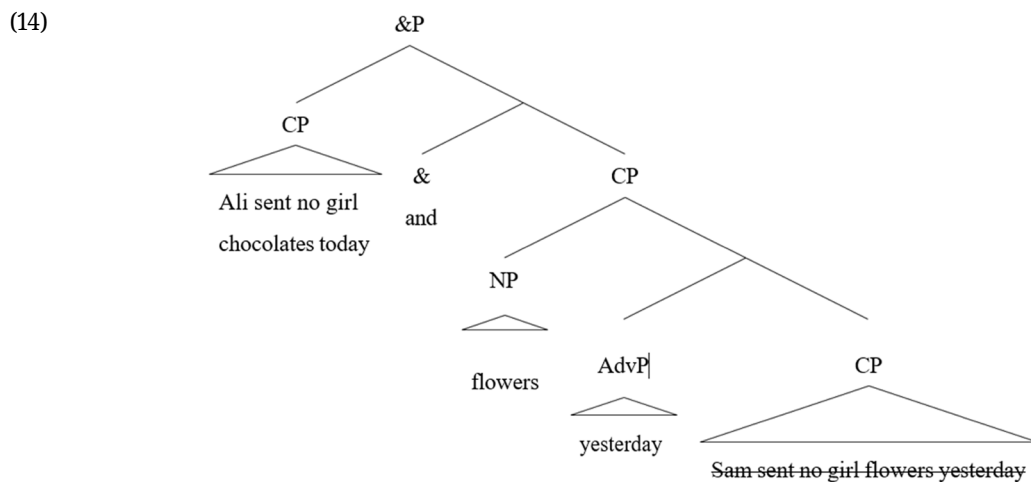 (14)
&P
CP
&
CP
Ali sent no girl
chocolates today
and
NP
flowers
AdvP
CP
yesterday
Sam sent no girl flowers yesterday